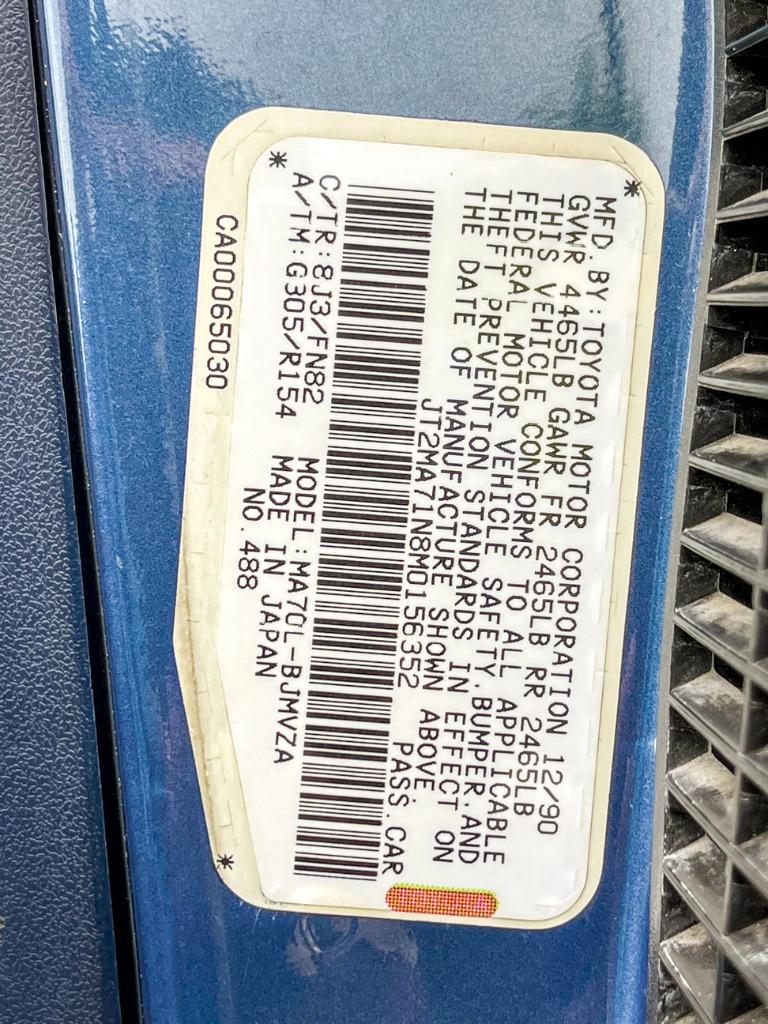 MFD.BY:TOYOTA MOTOR CORPORATION 12/90
GVWR 4465LB GAWR FR 2465LB RR 2465LB
THIS VEHICLE CONFORMS TO ALL APPLICABLE
FEDERAL MOTOR VEHICLE SAFETY,BUMPER,AND
THEFT PREVENTION STANDARDS IN EFFECT ON
THE DATE OF MANUFACTURE SHOWN ABOVE.
JT2MA71N8M0156352 PASS.CAR
C/TR:8J3/FN82 MODEL:MA70L-BJMVZA
A/TM:G305/R154 MADE IN JAPAN
NO.488
CA00065030